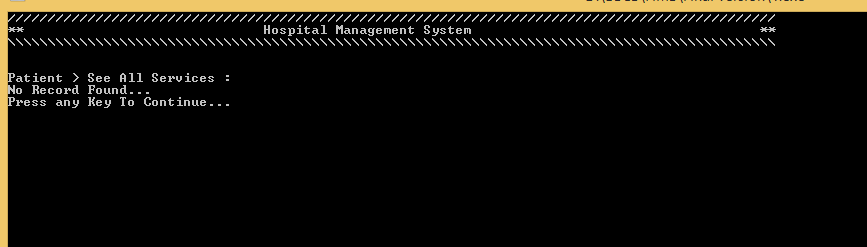 ////////////////////////////////////////////////////////////////////////////////////////////////
** Hospital Management System **
\\\\\\\\\\\\\\\\\\\\\\\\\\\\\\\\\\\\\\\\\\\\\\\\\\\\\\\\\\\\\\\\\\\\\\\\\\\\\\\\\\\\\\\\\\\\\\\\
Patient > See All Services :
No Record Found...
Press any Key To Continue...